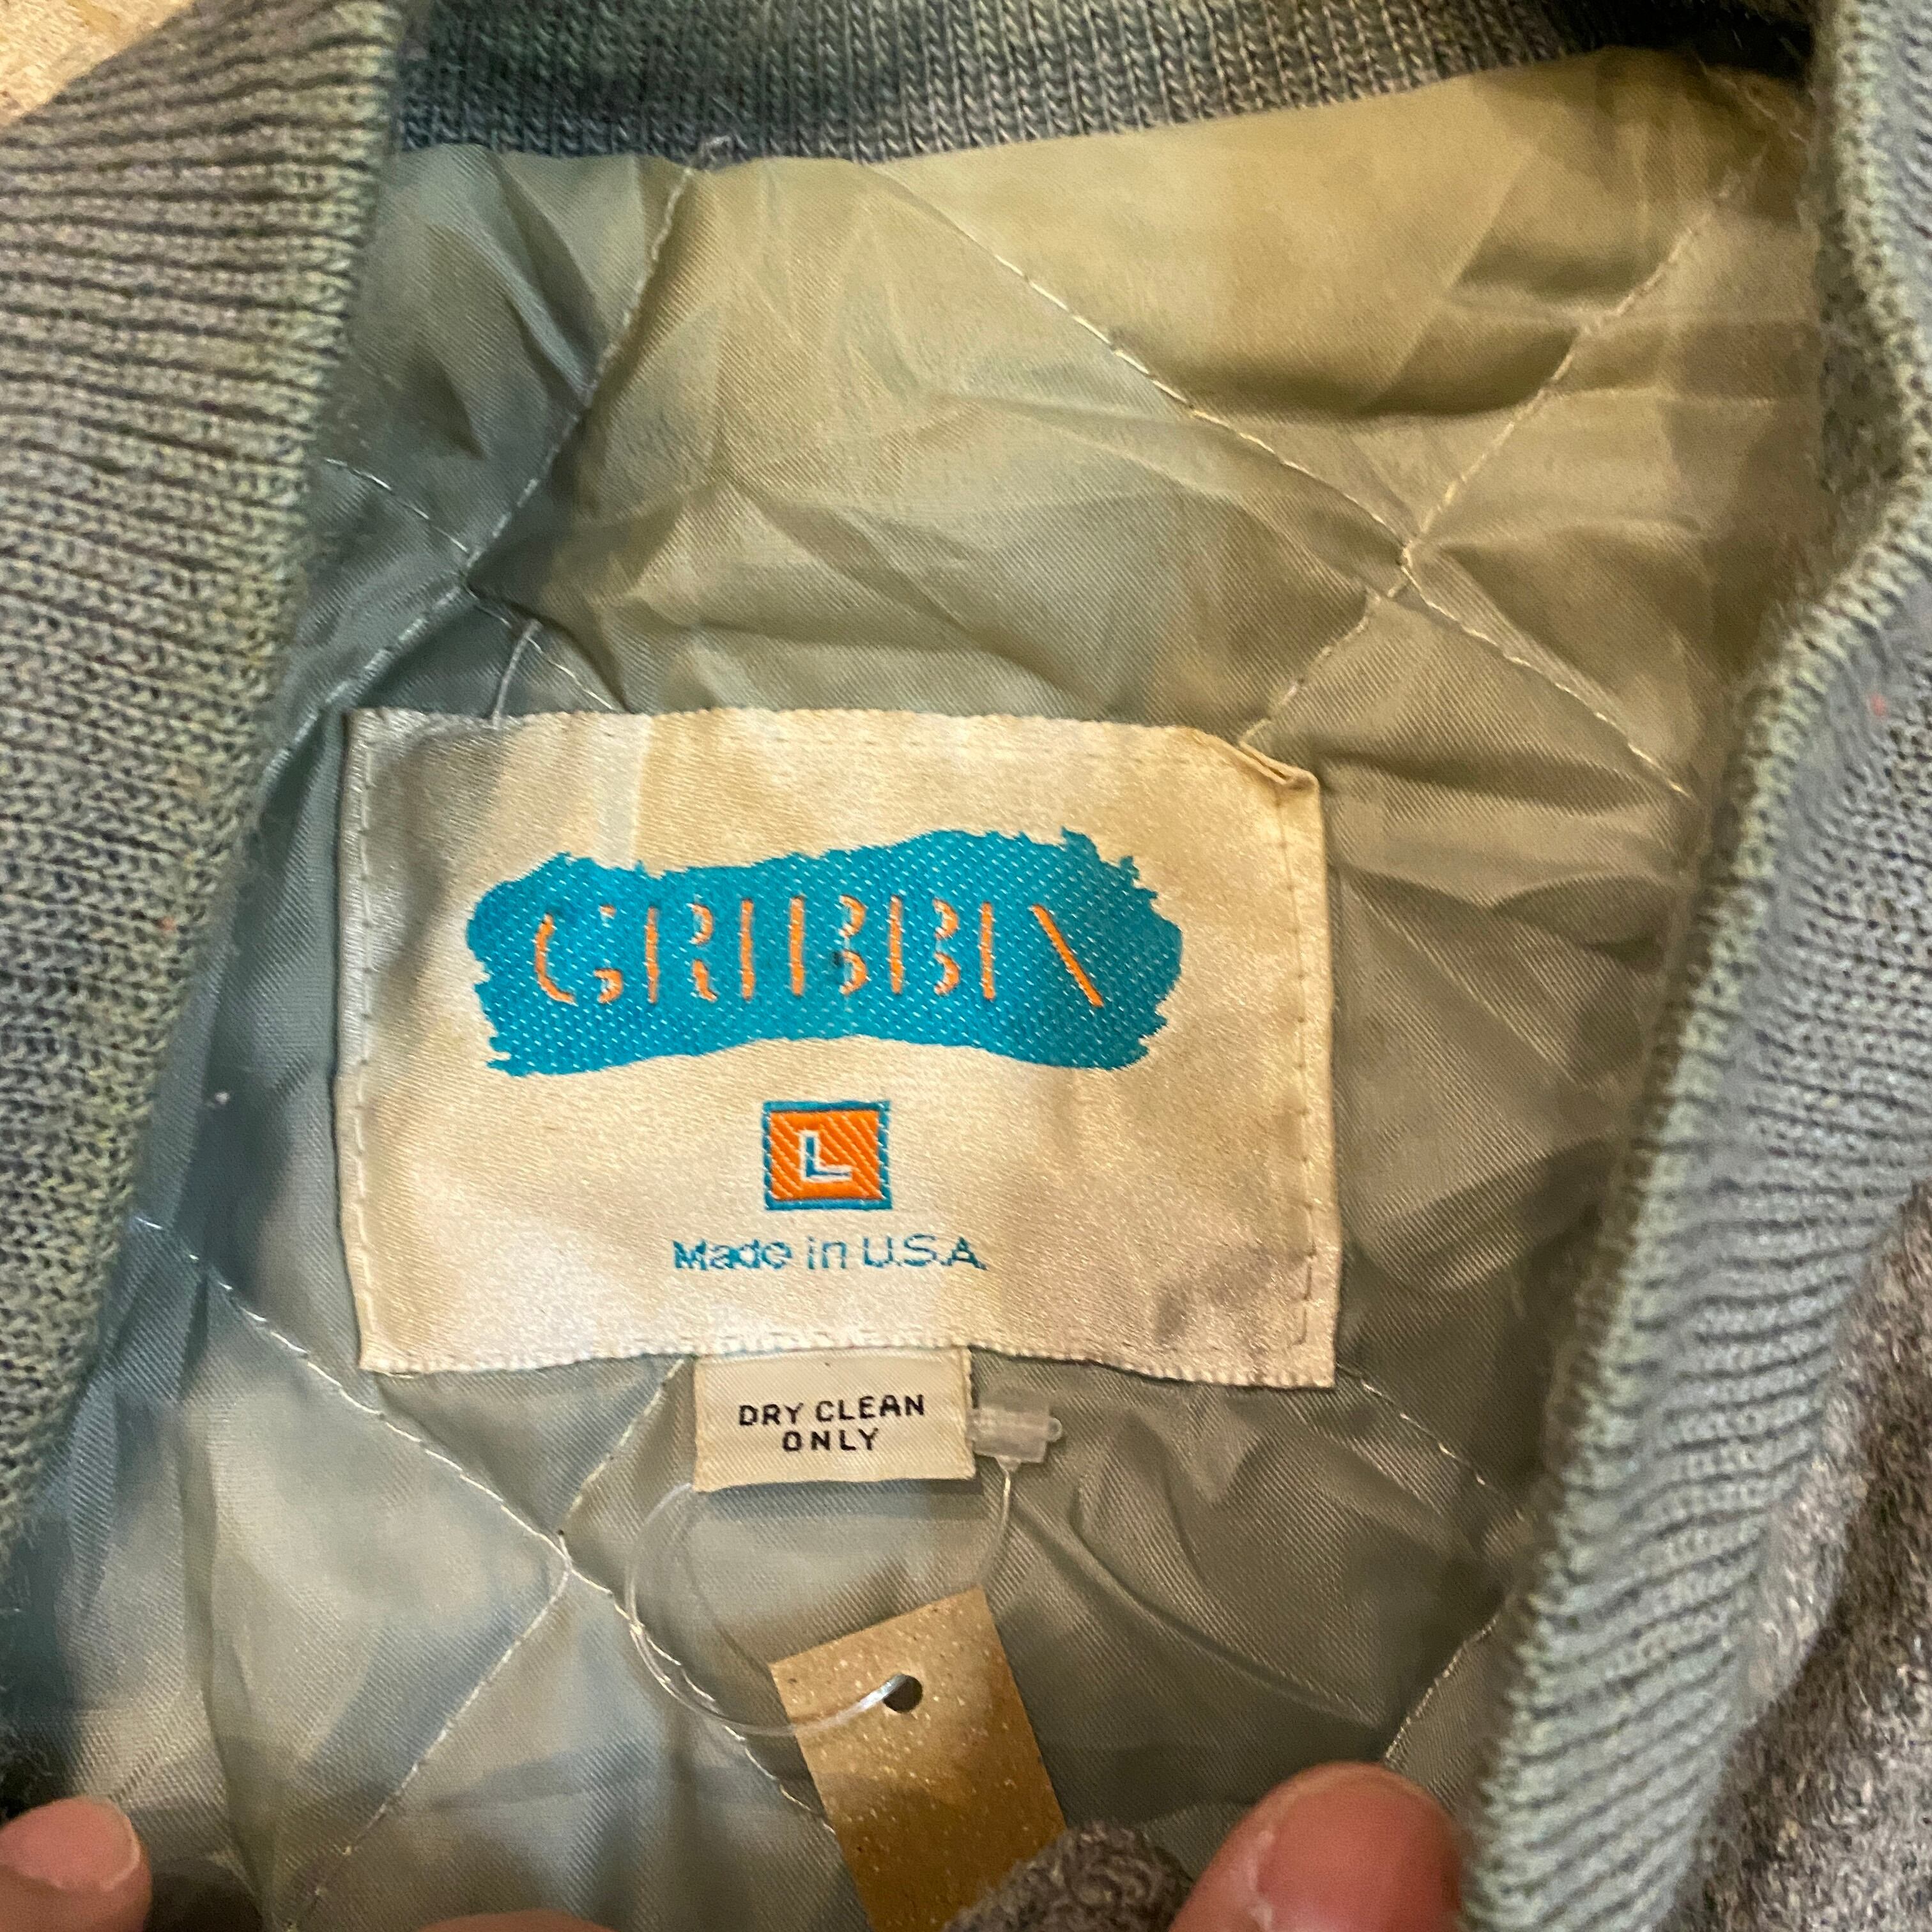 GRIBBIN
L
Made in U.S.A
DRY CLEAN
ONLY